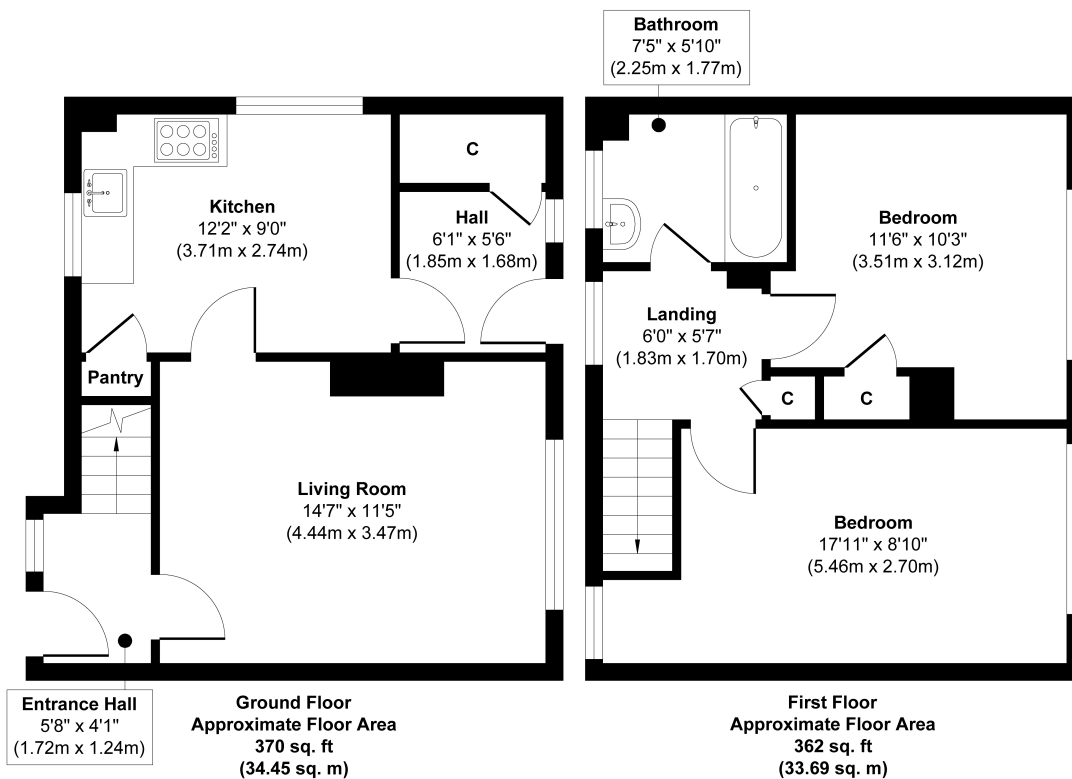 Bathroom
7'5" x 5'10"
(2.25m x 1.77m)
C
Kitchen
12'2" x 9'0"
(3.71m x 2.74m)
Hall
6'1" x 5'6"
(1.85m x 1.68m)
Bedroom
11'6" x 10'3"
(3.51m x 3.12m)
Landing
6'0" x 5'7"
(1.83m x 1.70m)
Pantry
C
C
Living Room
14'7" x 11'5"
(4.44m x 3.47m)
Bedroom
17'11" x 8'10"
(5.46m x 2.70m)
Entrance Hall
5'8" x 4'1"
(1.72m x 1.24m)
Ground Floor
Approximate Floor Area
370 sq. ft
(34.45 sq. m)
First Floor
Approximate Floor Area
362 sq. ft
(33.69 sq. m)